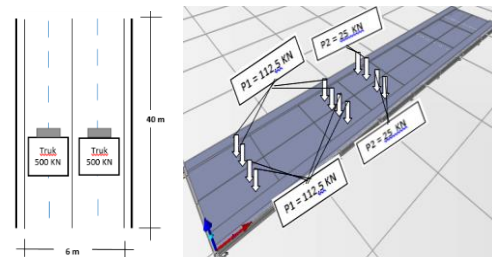 Truk
500 KN
Truk
500 KN
40 m
6 m
P1 = 112,5 KN
P2 = 25 KN
P2 = 25 KN
P1 = 112,5 KN